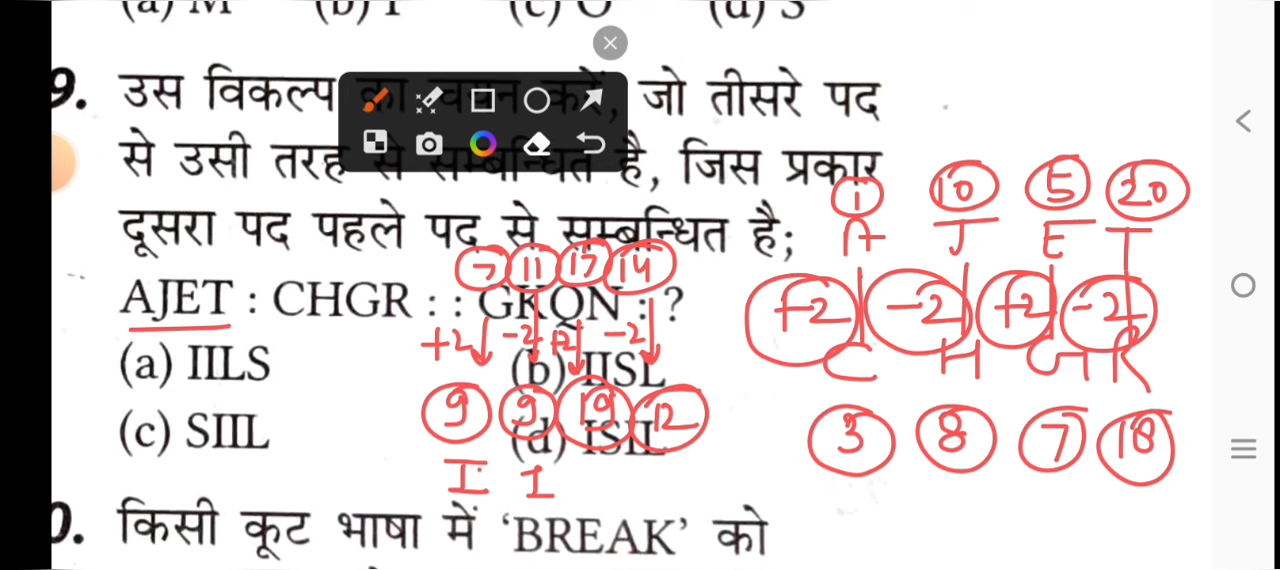 (a) M (b) I (c) O (d) S
9. उस विकल्प का चयन करें, जो तीसरे पद
से उसी तरह से सम्बन्धित है, जिस प्रकार
दूसरा पद पहले पद से सम्बन्धित है;
AJET : CHGR : : GKQN : ?
(a) IILS (b) IISL
(c) SIIL (d) ISIL
0. किसी कूट भाषा में ‘BREAK’ को
1 10 5 20
A J E T
+2 -2 +2 -2
C H G R
3 8 7 18
7 11 17 14
+2 -2 +2 -2
9 9 19 12
I I